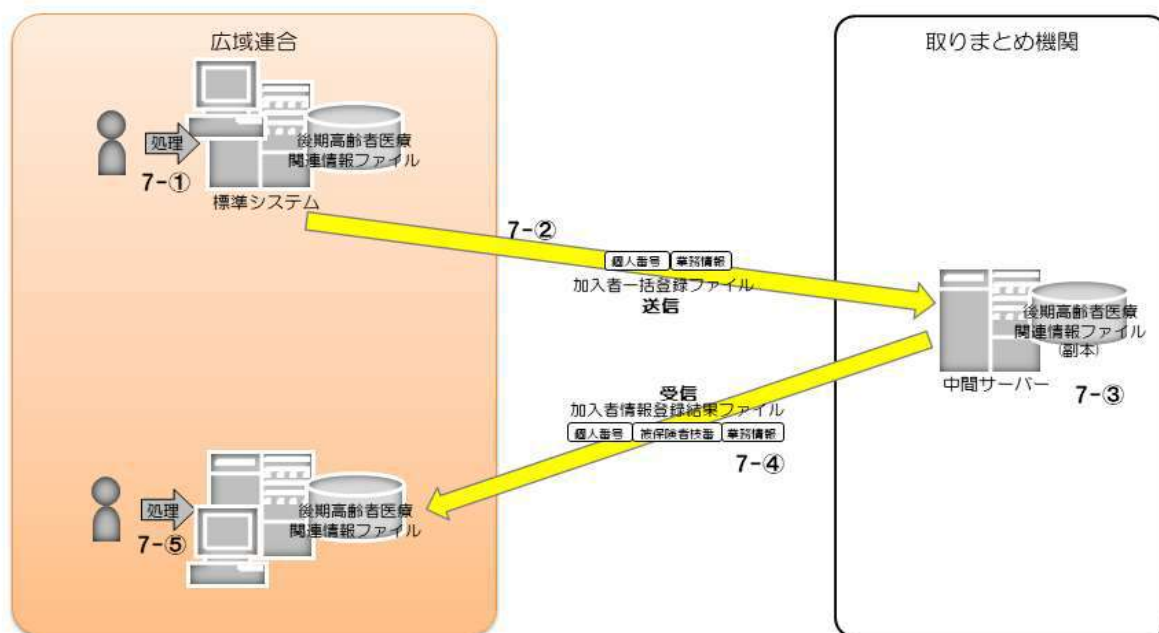 広域連合
処理
7-①
後期高齢者医療
関連情報ファイル
標準システム
7-②
個人番号 業務情報
加入者一括登録ファイル
送信
取りまとめ機関
後期高齢者医療
関連情報ファイル
(副本)
中間サーバー
7-③
受信
加入者情報登録結果ファイル
個人番号 被保険者枝番 業務情報
7-④
処理
7-⑤
後期高齢者医療
関連情報ファイル